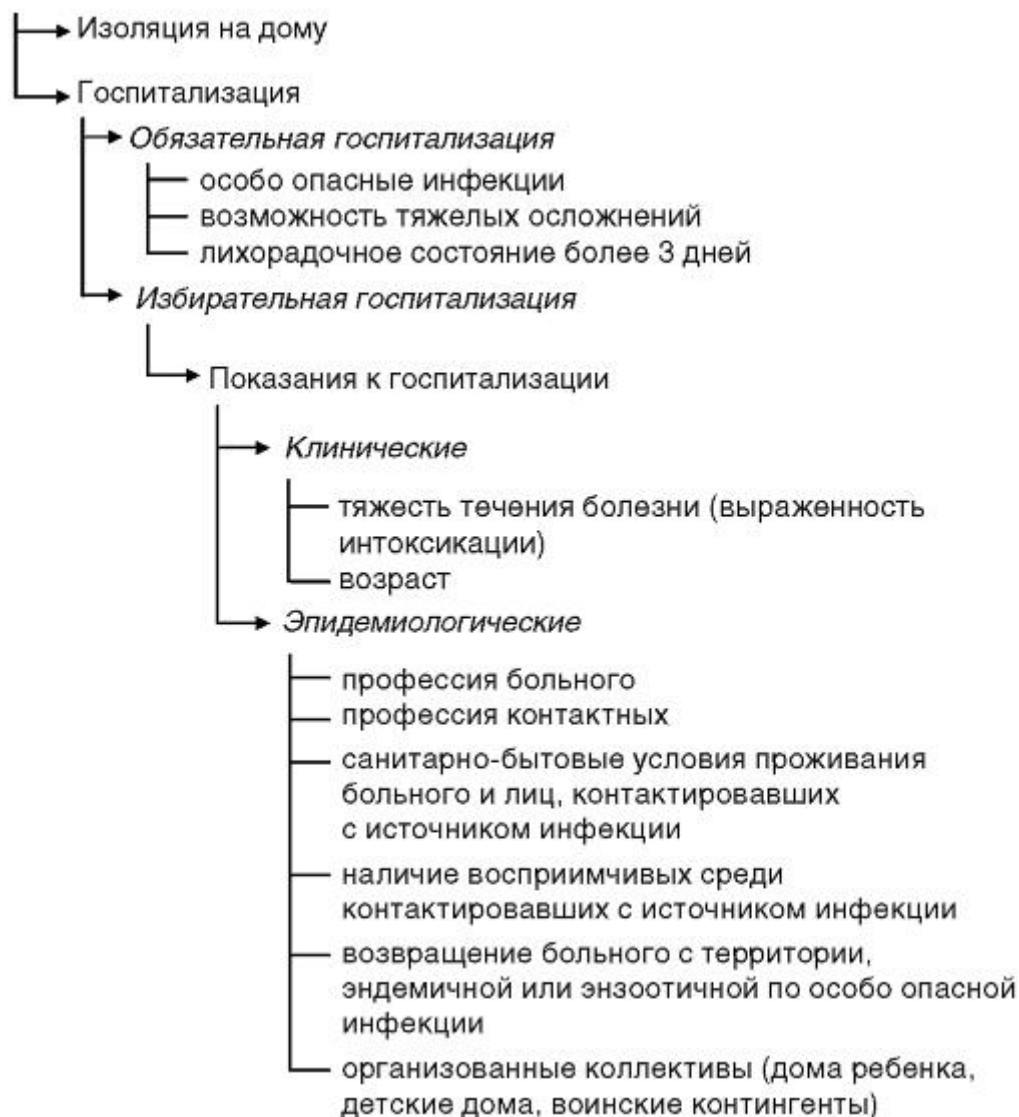 Изоляция на дому
Госпитализация
Обязательная госпитализация
особо опасные инфекции
возможность тяжелых осложнений
лихорадочное состояние более 3 дней
Избирательная госпитализация
Показания к госпитализации
Клинические
тяжесть течения болезни (выраженность
интоксикации)
возраст
Эпидемиологические
профессия больного
профессия контактных
санитарно-бытовые условия проживания
больного и лиц, контактировавших
с источником инфекции
наличие восприимчивых среди
контактировавших с источником инфекции
возвращение больного с территории,
эндемичной или энзоотичной по особо опасной
инфекции
организованные коллективы (дома ребенка,
детские дома, воинские контингенты)